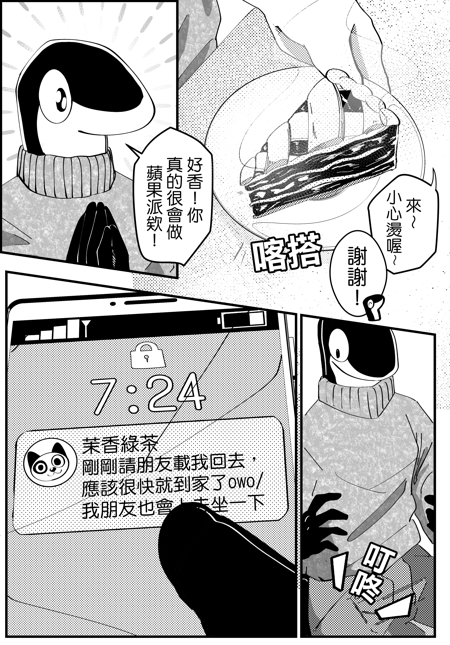 來~
小心燙喔~
好香！你
真的很會做
蘋果派欸！
喀搭
謝謝！
叮咚
7:24
茉香綠茶
剛剛請朋友載我回去，
應該很快就到家了owo/
我朋友也會上去坐一下